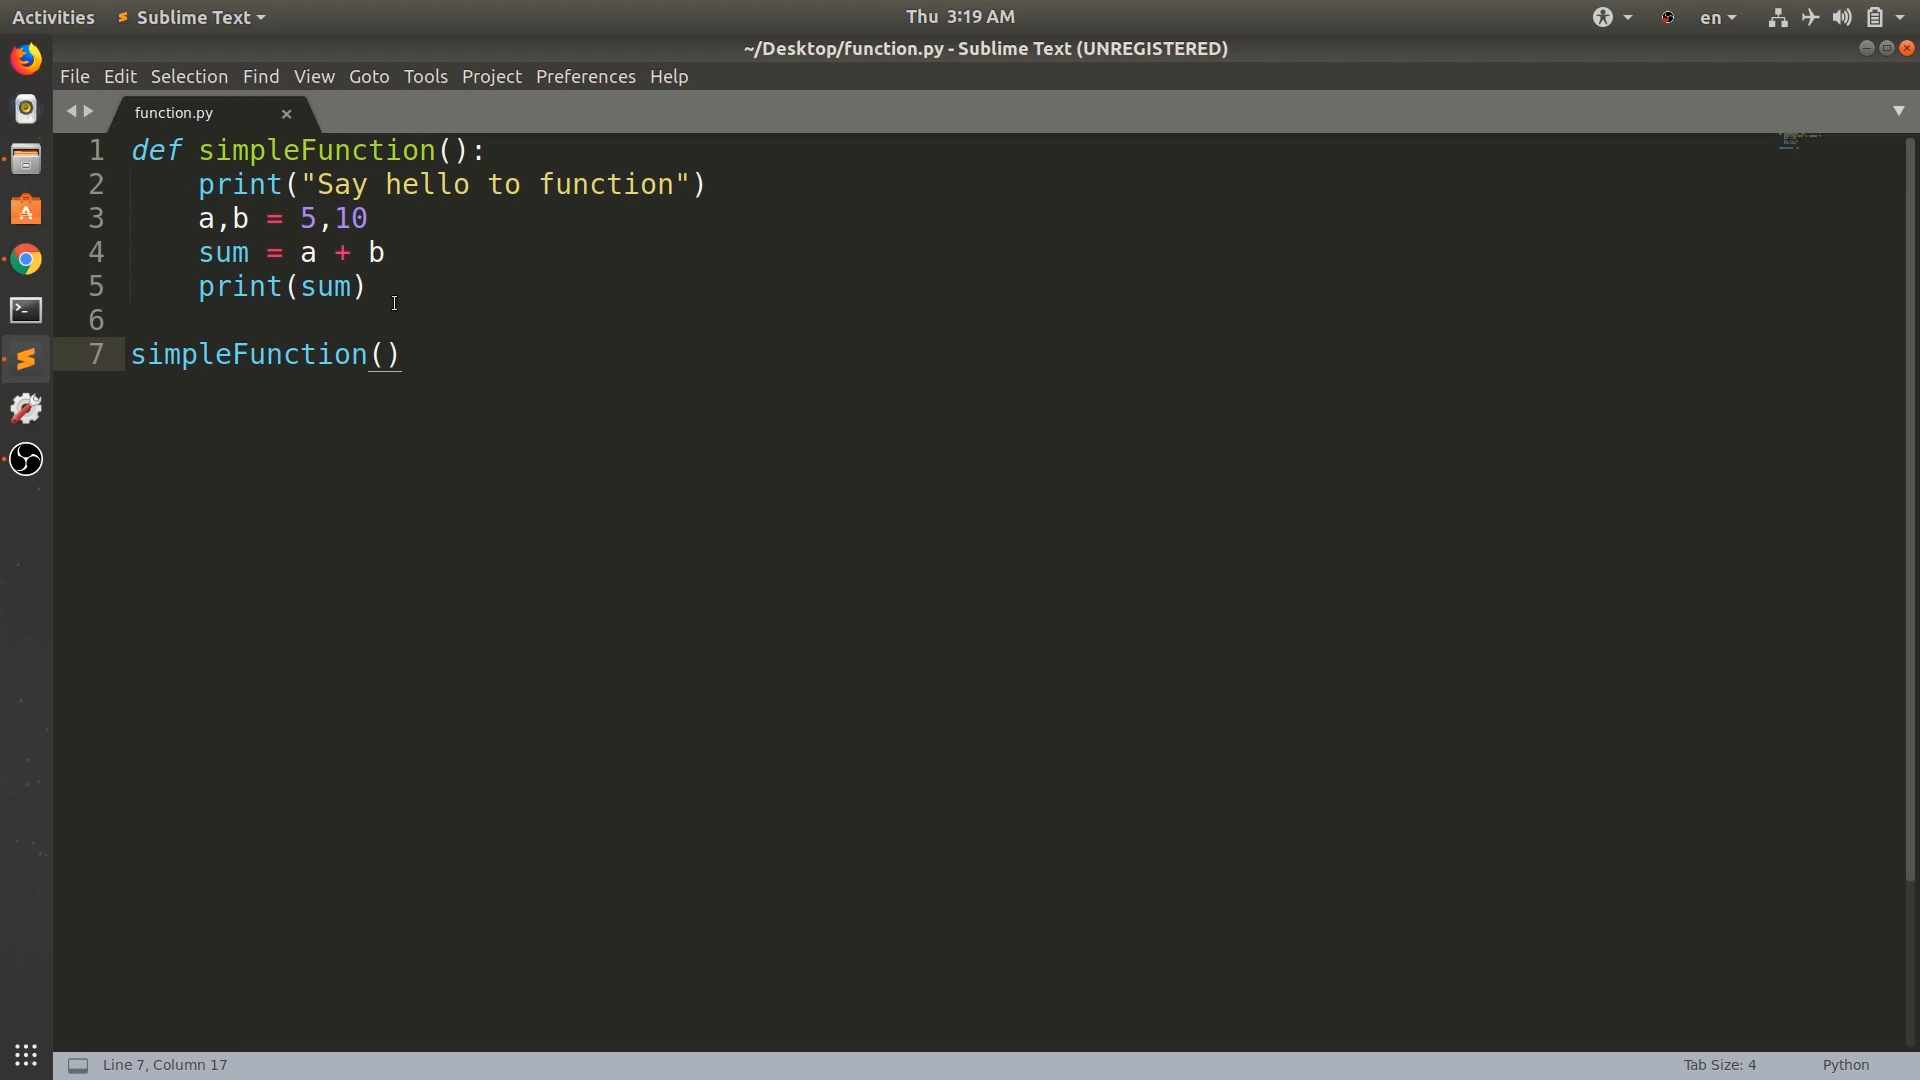 Activities Sublime Text Thu 3:19 AM en
~/Desktop/function.py - Sublime Text (UNREGISTERED)
File Edit Selection Find View Goto Tools Project Preferences Help
function.py
1 def simpleFunction():
2     print("Say hello to function")
3     a,b = 5,10
4     sum = a + b
5     print(sum)
6
7 simpleFunction()
Line 7, Column 17 Tab Size: 4 Python